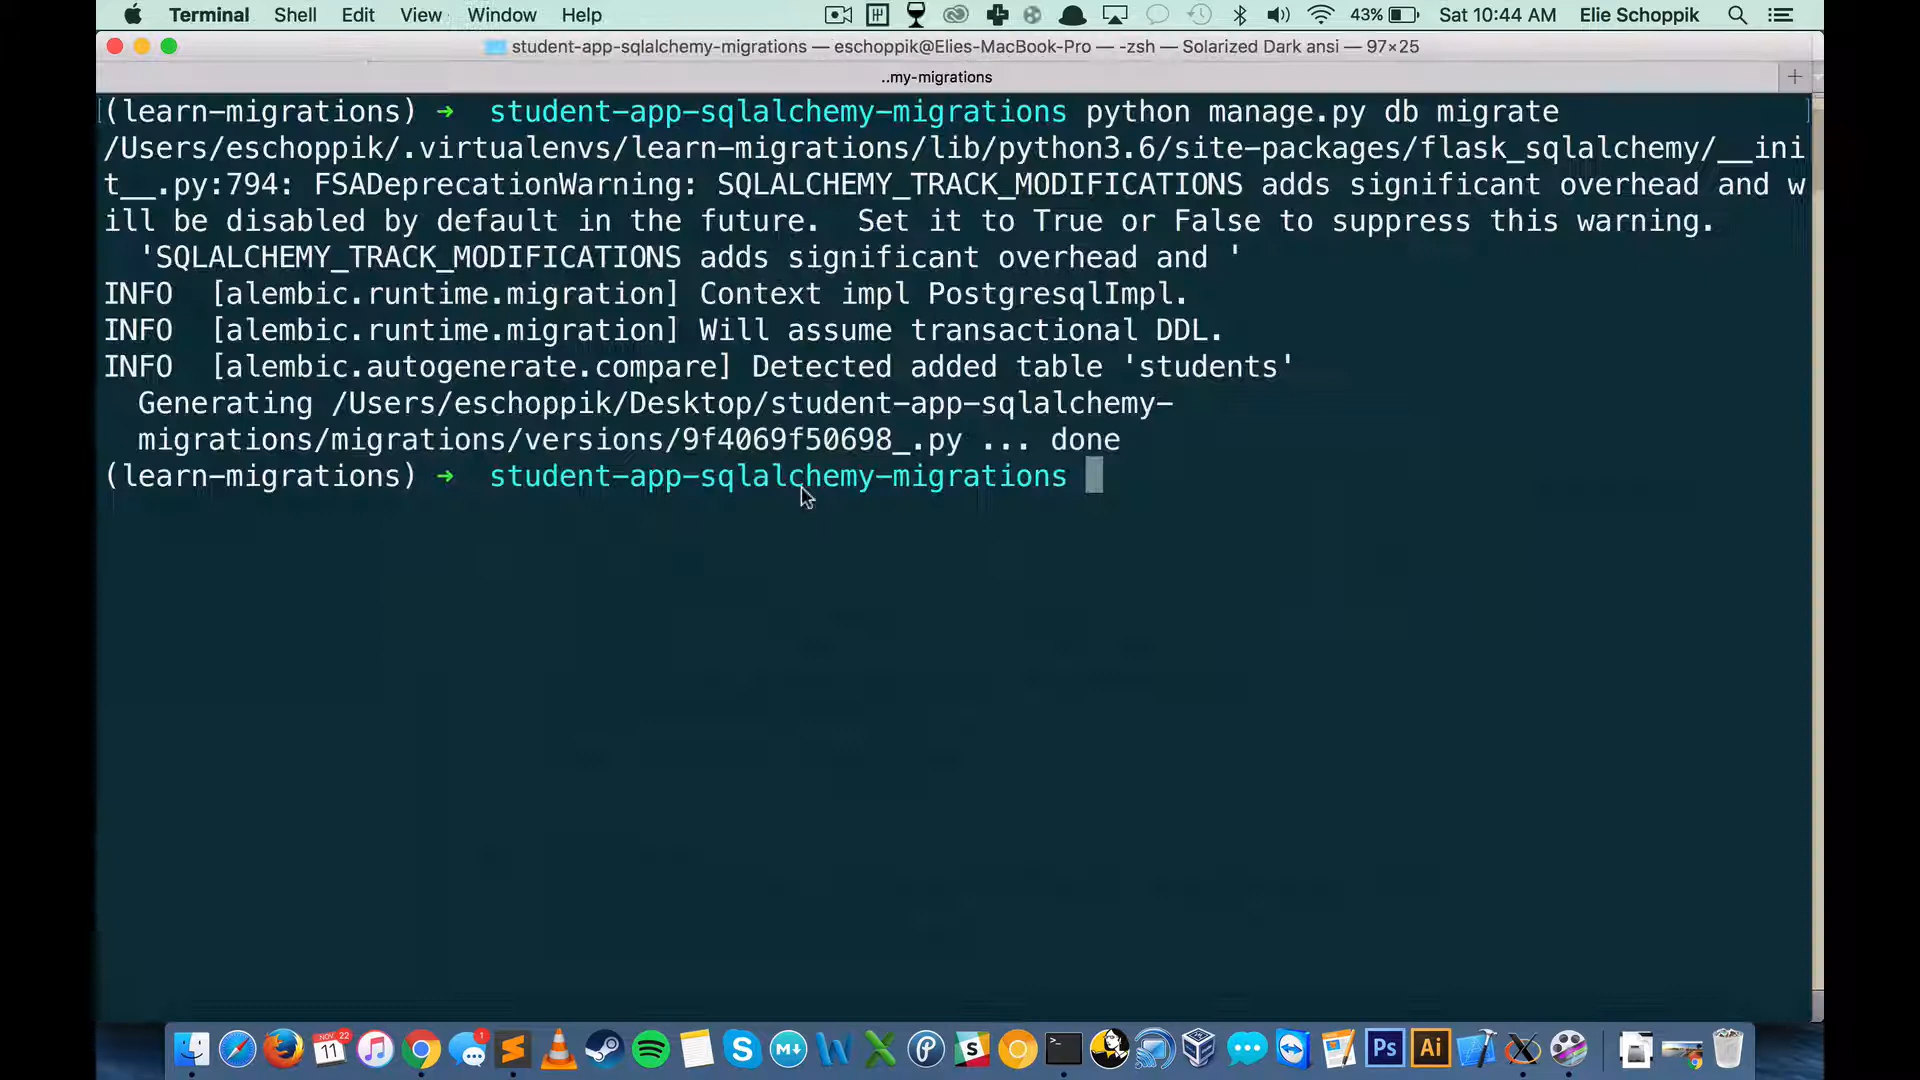 Terminal Shell Edit View Window Help 43% Sat 10:44 AM Elie Schoppik
student-app-sqlalchemy-migrations — eschoppik@Elies-MacBook-Pro — -zsh — Solarized Dark ansi — 97×25
..my-migrations
(learn-migrations) ➜  student-app-sqlalchemy-migrations python manage.py db migrate
/Users/eschoppik/.virtualenvs/learn-migrations/lib/python3.6/site-packages/flask_sqlalchemy/__ini
t__.py:794: FSADeprecationWarning: SQLALCHEMY_TRACK_MODIFICATIONS adds significant overhead and w
ill be disabled by default in the future.  Set it to True or False to suppress this warning.
  'SQLALCHEMY_TRACK_MODIFICATIONS adds significant overhead and '
INFO  [alembic.runtime.migration] Context impl PostgresqlImpl.
INFO  [alembic.runtime.migration] Will assume transactional DDL.
INFO  [alembic.autogenerate.compare] Detected added table 'students'
  Generating /Users/eschoppik/Desktop/student-app-sqlalchemy-
  migrations/migrations/versions/9f4069f50698_.py ... done
(learn-migrations) ➜  student-app-sqlalchemy-migrations
NOV 22 11 1 S M↓ W X P S >_ Ps Ai